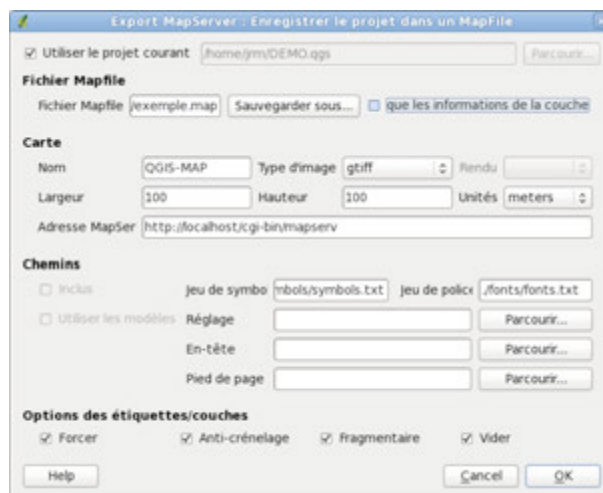 Export MapServer : Enregistrer le projet dans un MapFile
Utiliser le projet courant /home/jrm/DEMO.qgs Parcourir...
Fichier Mapfile
Fichier Mapfile /exemple.map Sauvegarder sous... que les informations de la couche
Carte
Nom QGIS-MAP Type d'image gtiff Rendu
Largeur 100 Hauteur 100 Unités meters
Adresse MapSer http://localhost/cgi-bin/mapserv
Chemins
Inclus Jeu de symbo mbols/symbols.txt Jeu de police ./fonts/fonts.txt
Utiliser les modèles Réglage Parcourir...
En-tête Parcourir...
Pied de page Parcourir...
Options des étiquettes/couches
Forcer Anti-crénelage Fragmentaire Vider
Help Cancel OK